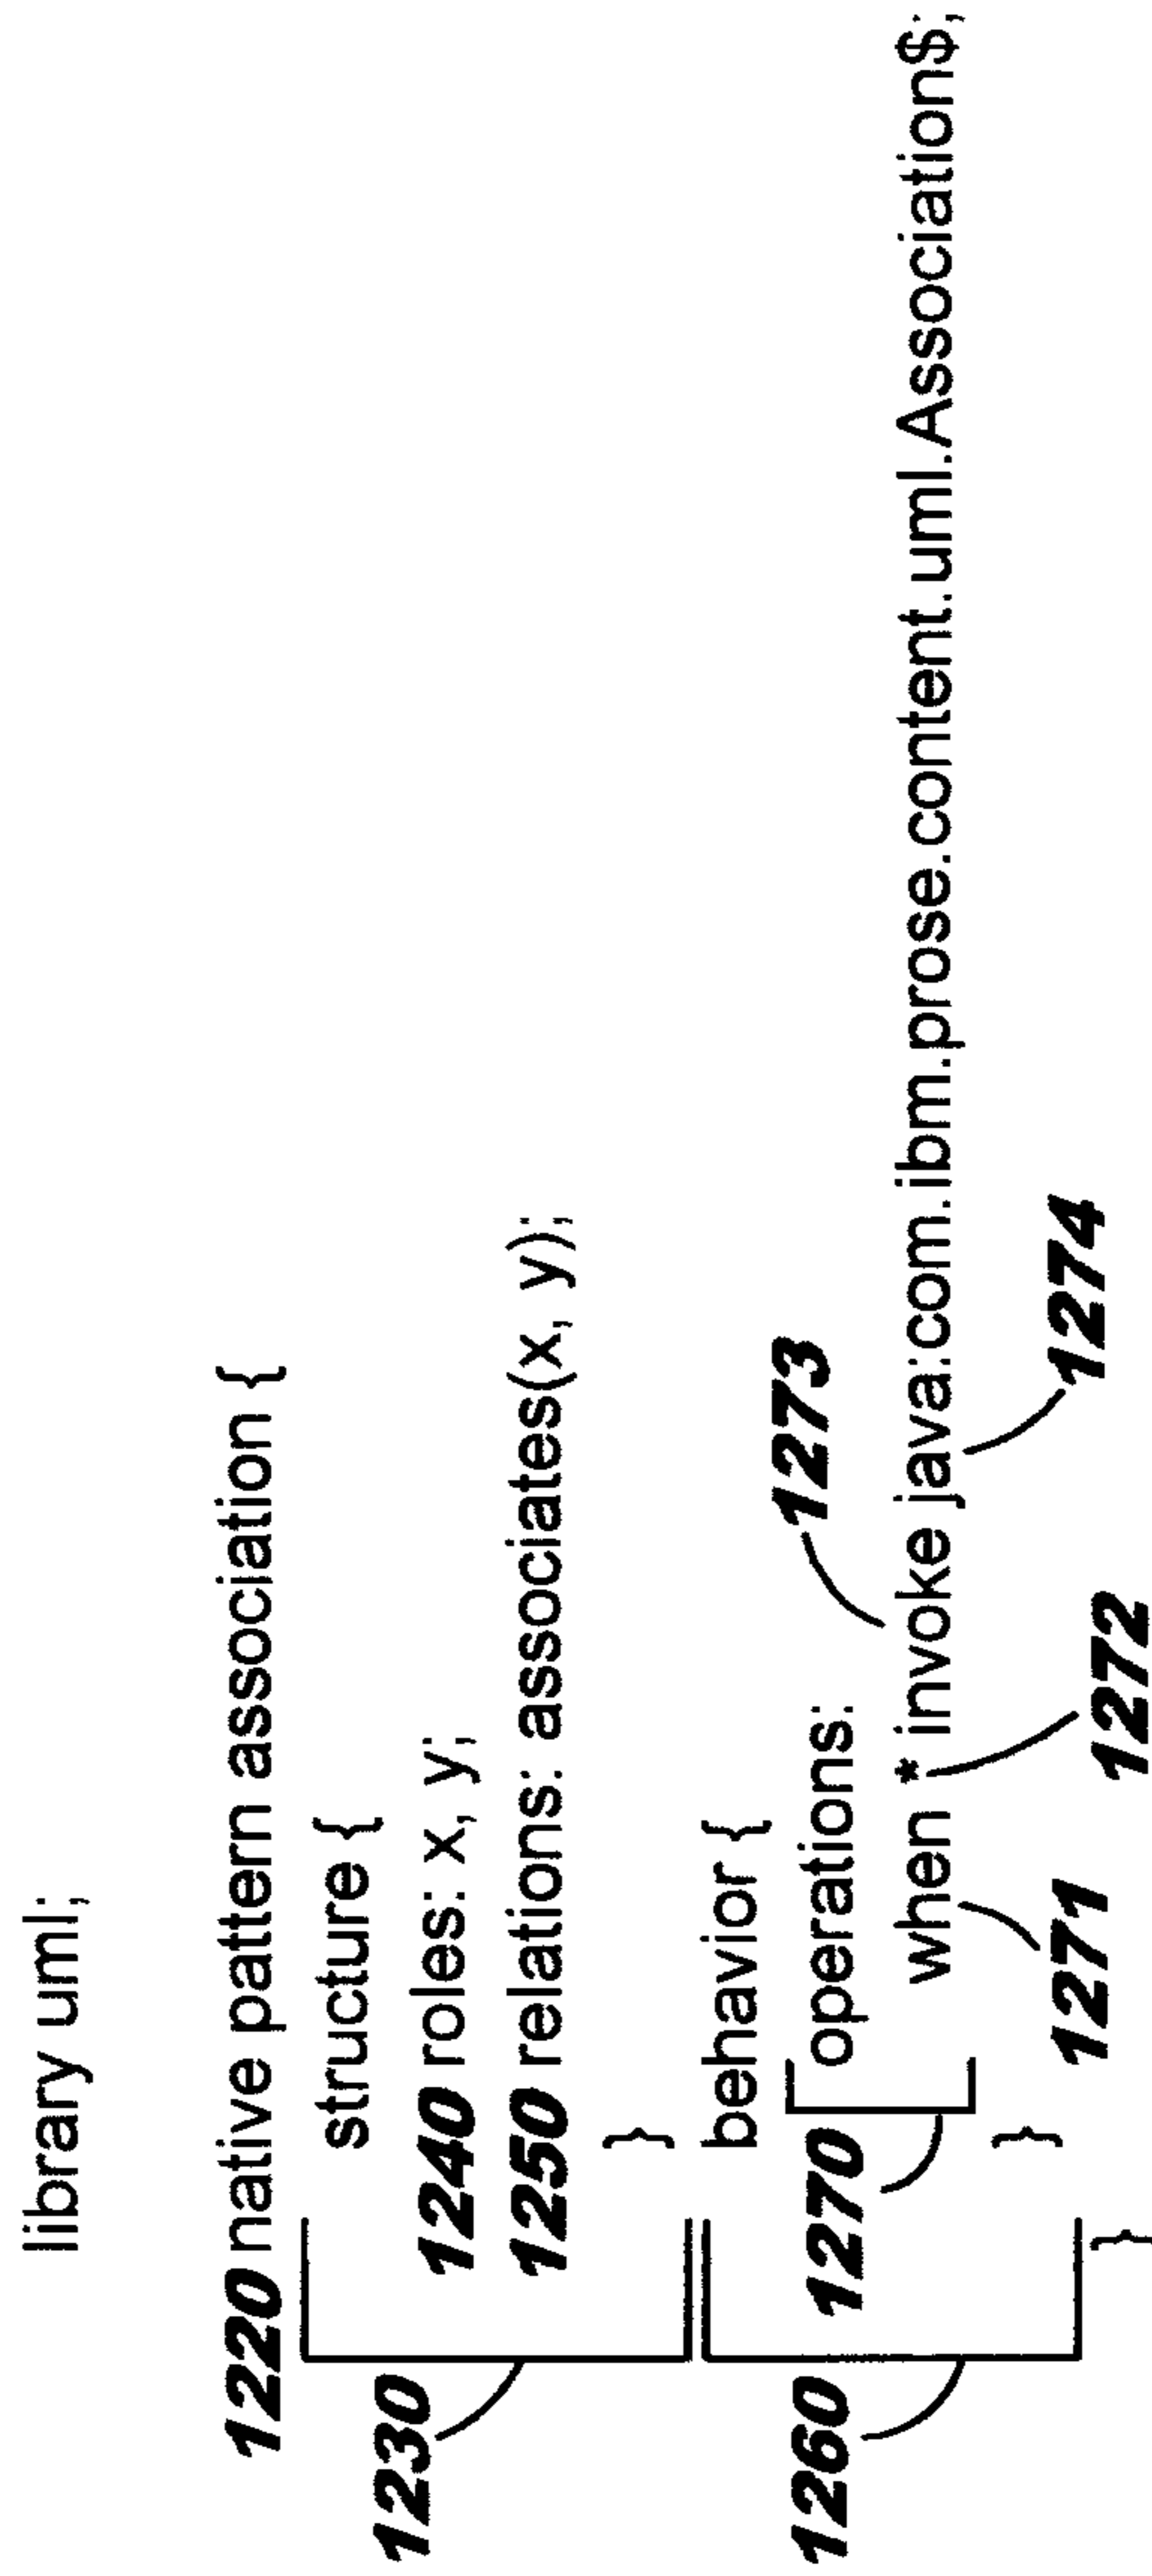 library uml;
1220 native pattern association {
structure {
1230
1240 roles: x, y;
1250 relations: associates(x, y);
}
behavior {
1260
1270 operations:
1273
when * invoke java:com.ibm.prose.content.uml.Association$;
1271 1272 1274
}
}